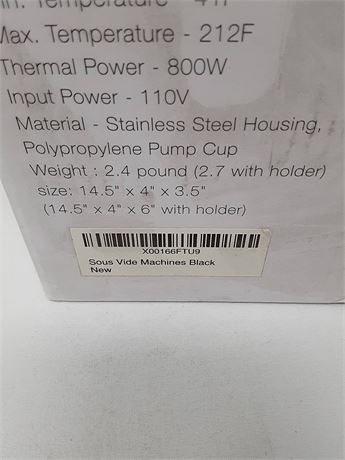 Min. Temperature - 41F
Max. Temperature - 212F
Thermal Power - 800W
Input Power - 110V
Material - Stainless Steel Housing,
Polypropylene Pump Cup
Weight : 2.4 pound (2.7 with holder)
size: 14.5" x 4" x 3.5"
(14.5" x 4" x 6" with holder)
X00166FTU9
Sous Vide Machines Black
New